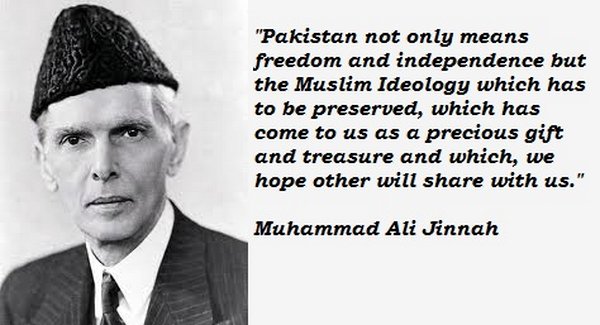 "Pakistan not only means
freedom and independence but
the Muslim Ideology which has
to be preserved, which has
come to us as a precious gift
and treasure and which, we
hope other will share with us."
Muhammad Ali Jinnah